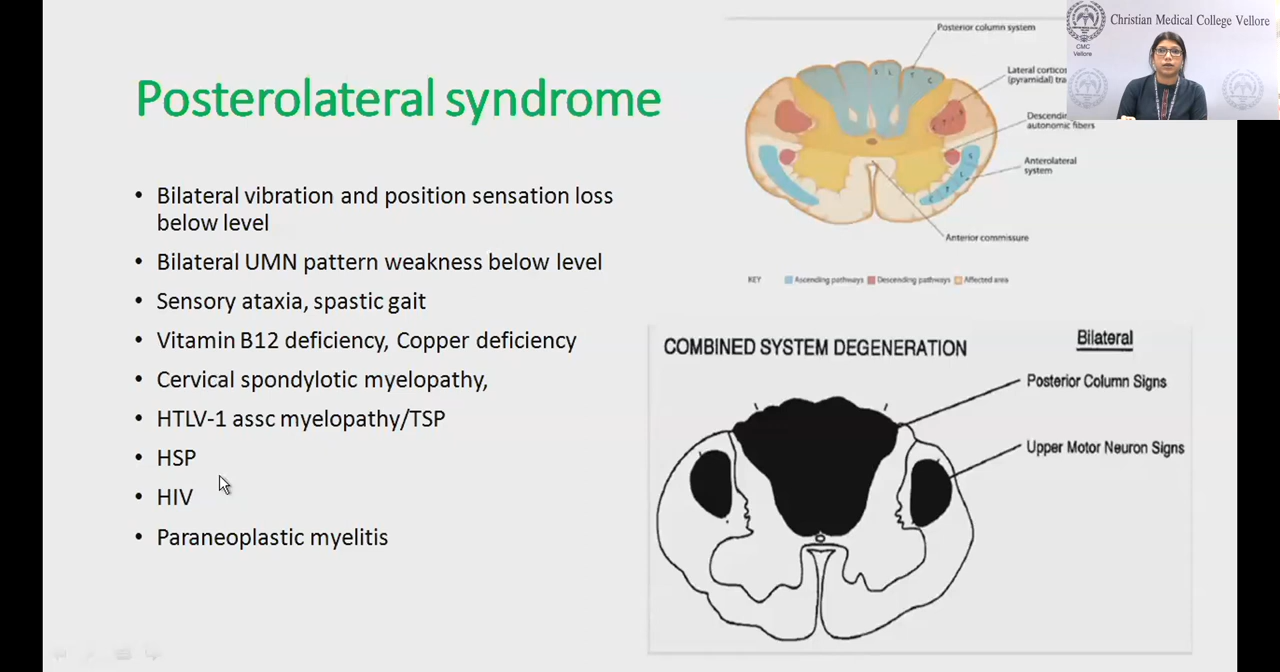 Christian Medical College Vellore
CMC
Vellore
Posterolateral syndrome
• Bilateral vibration and position sensation loss
below level
• Bilateral UMN pattern weakness below level
• Sensory ataxia, spastic gait
• Vitamin B12 deficiency, Copper deficiency
• Cervical spondylotic myelopathy,
• HTLV-1 assc myelopathy/TSP
• HSP
• HIV
• Paraneoplastic myelitis
Posterior column system
Lateral corticos
(pyramidal) tra
Descendin
autonomic fibers
Anterolateral
system
Anterior commissure
KEY
Ascending pathways
Descending pathways
Affected area
COMBINED SYSTEM DEGENERATION
Bilateral
Posterior Column Signs
Upper Motor Neuron Signs